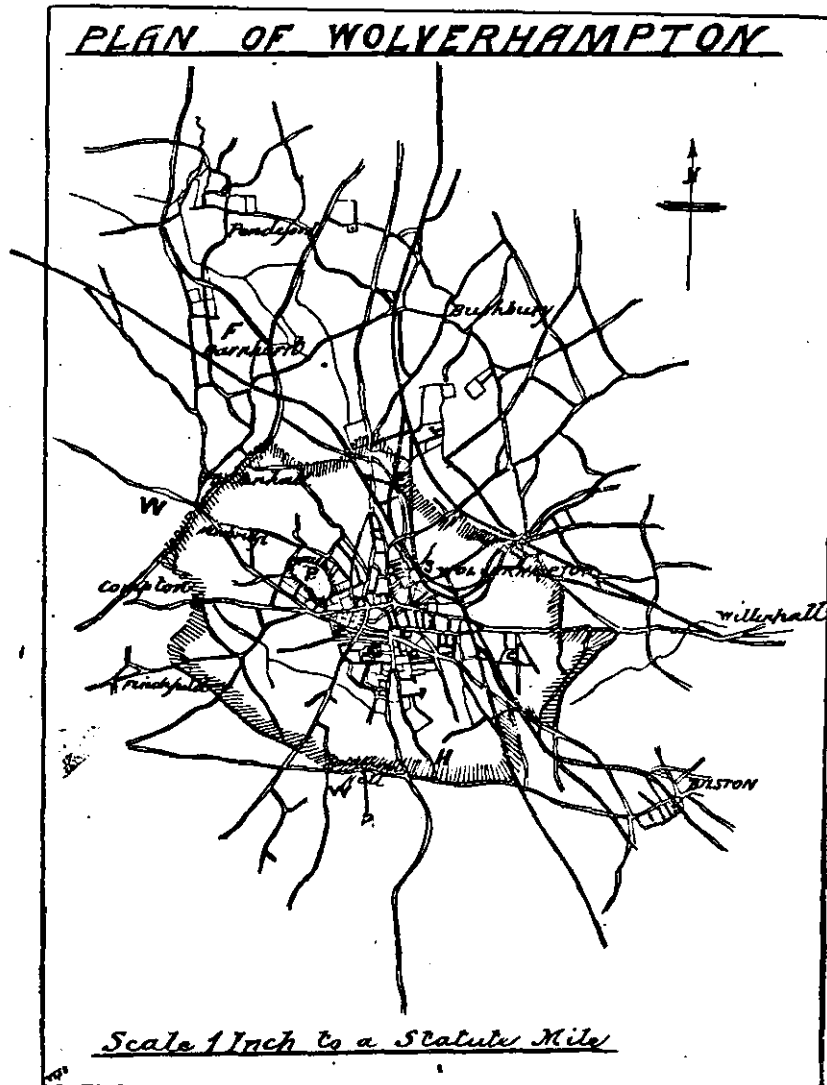 PLAN OF WOLVERHAMPTON
N
Pendeford
Bushbury
F
Barnhurst
W
P
S
WOLVERHAMPTON
Compton
Willenhall
Finchfield
H
W
BILSTON
Scale 1 Inch to a Statute Mile